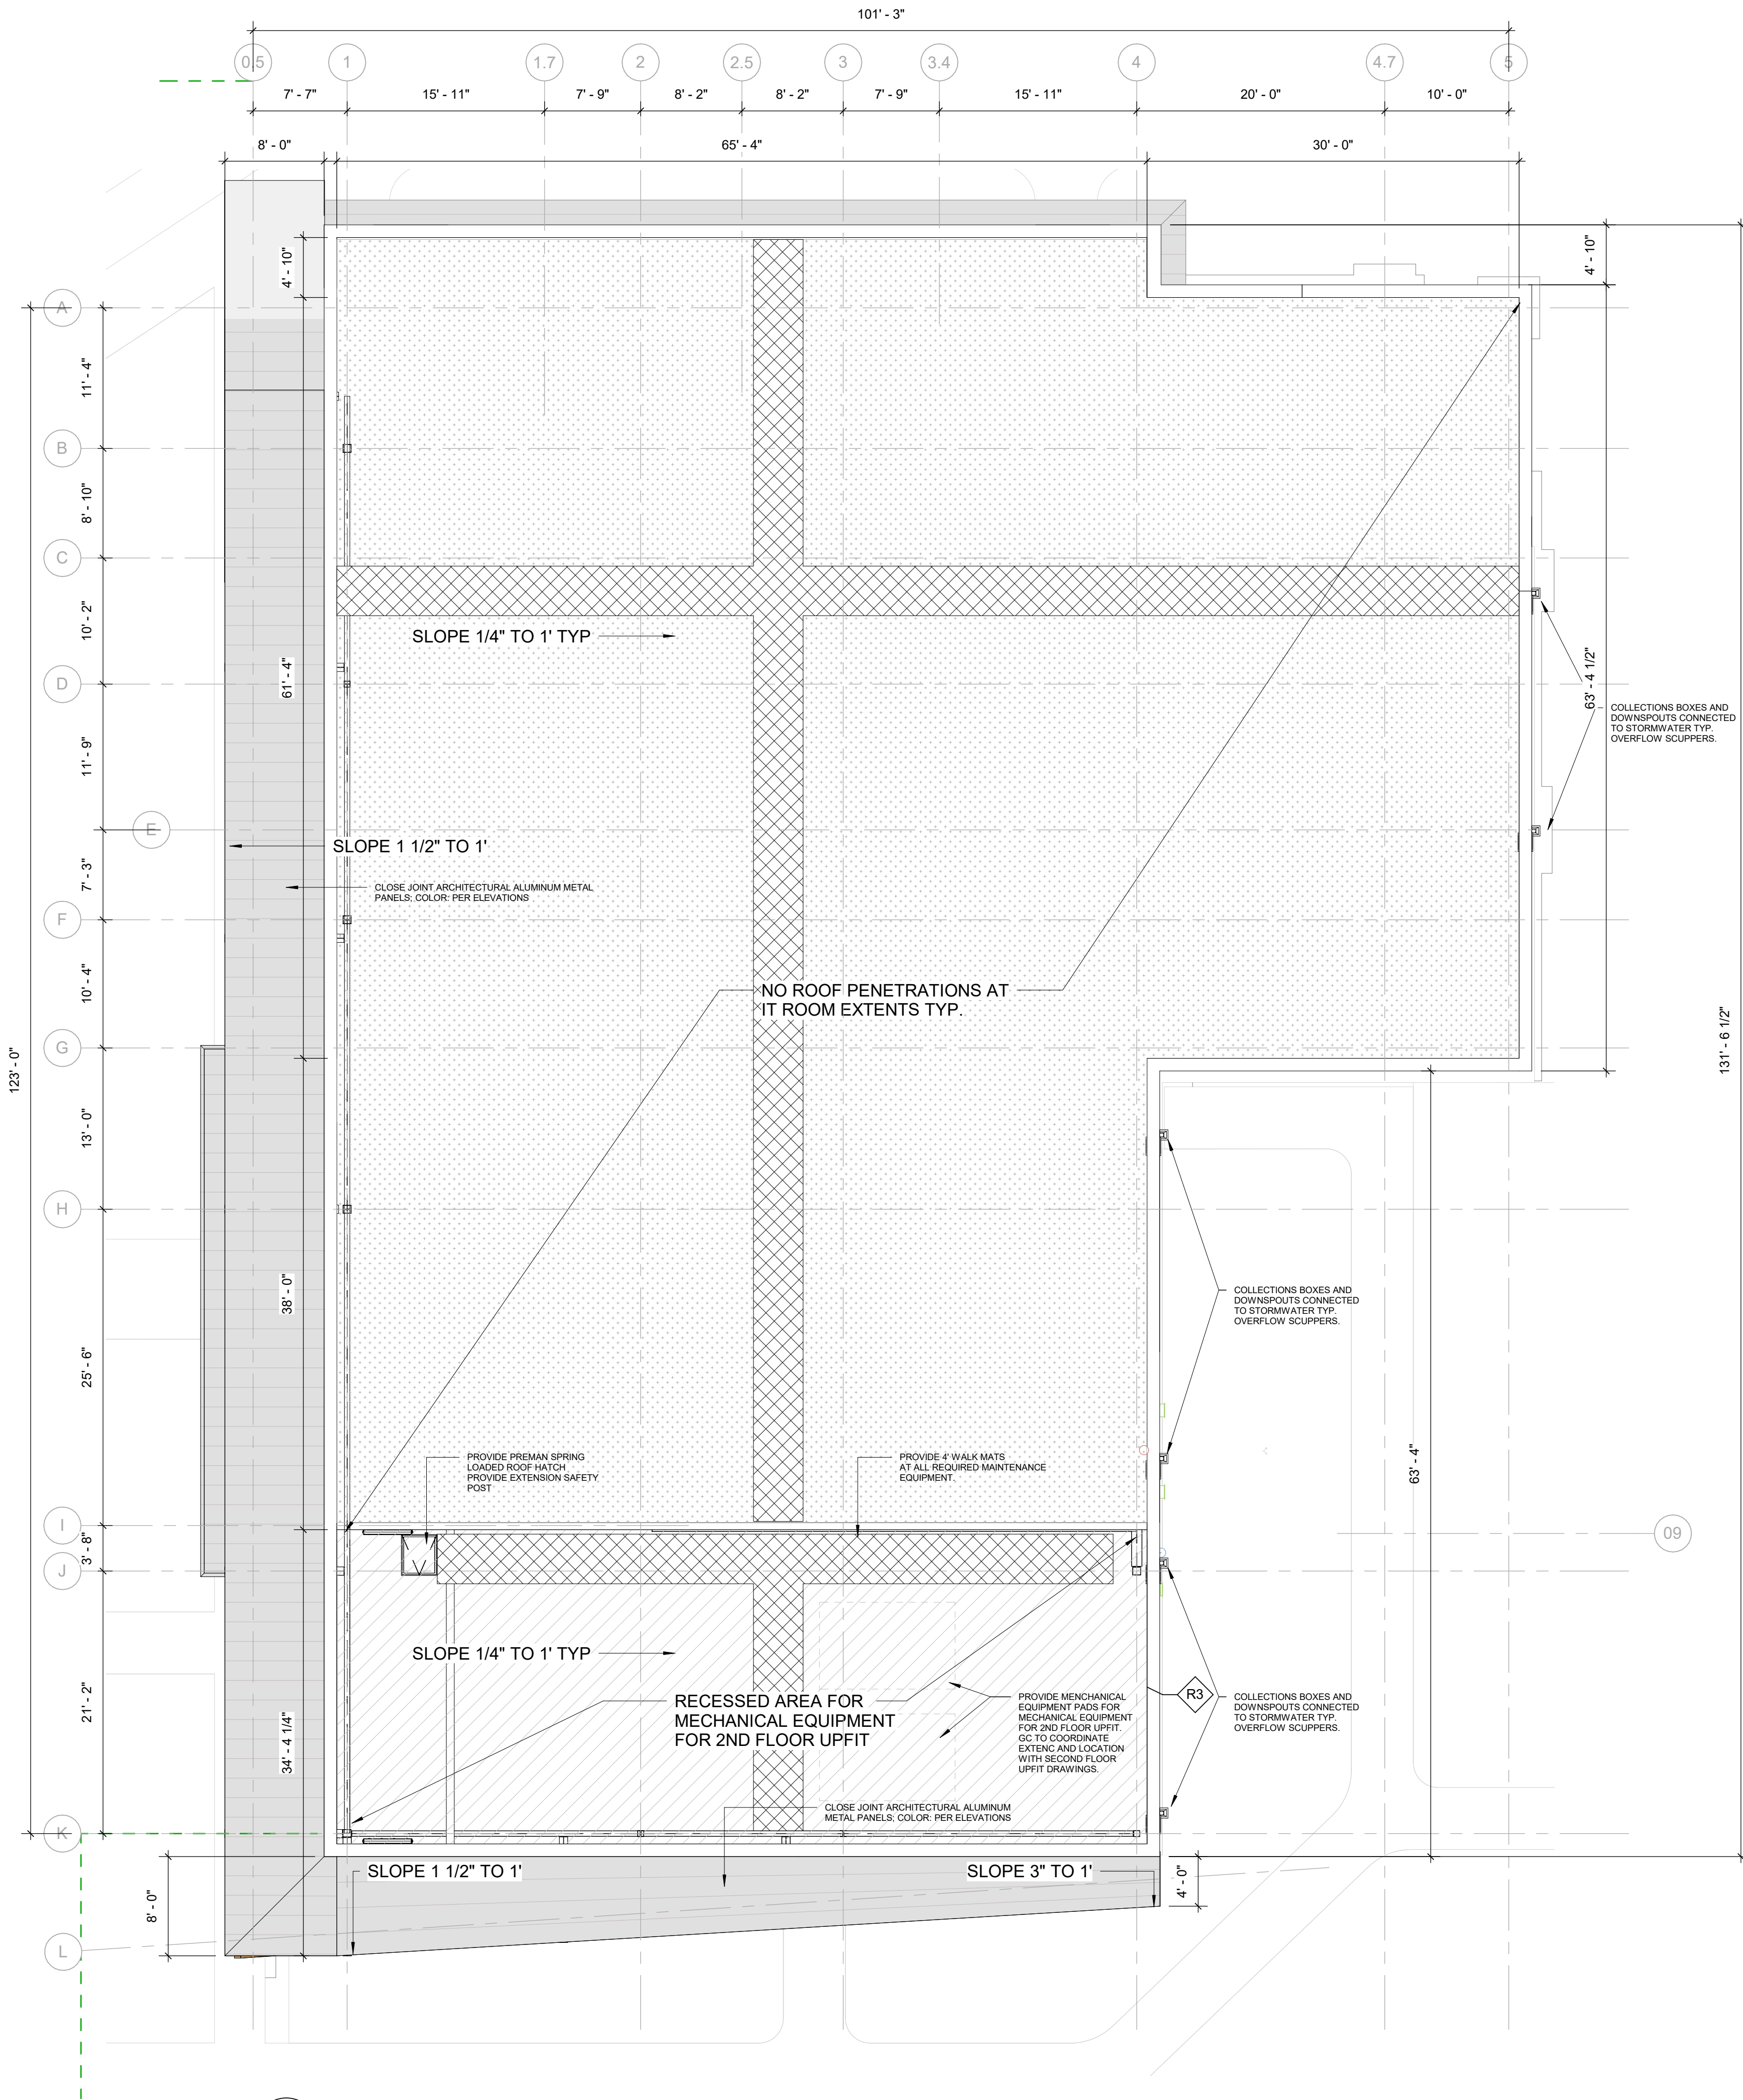 101' - 3"
0.5
1
1.7
2
2.5
3
3.4
4
4.7
5
7' - 7"
15' - 11"
7' - 9"
8' - 2"
8' - 2"
7' - 9"
15' - 11"
20' - 0"
10' - 0"
8' - 0"
65' - 4"
30' - 0"
4' - 10"
4' - 10"
A
11' - 4"
B
8' - 10"
C
10' - 2"
SLOPE 1/4" TO 1' TYP
61' - 4"
D
63' - 4 1/2"
COLLECTIONS BOXES AND
DOWNSPOUTS CONNECTED
TO STORMWATER TYP.
OVERFLOW SCUPPERS.
11' - 9"
E
SLOPE 1 1/2" TO 1'
7' - 3"
CLOSE JOINT ARCHITECTURAL ALUMINUM METAL
PANELS; COLOR: PER ELEVATIONS
F
10' - 4"
NO ROOF PENETRATIONS AT
IT ROOM EXTENTS TYP.
G
123' - 0"
131' - 6 1/2"
13' - 0"
H
38' - 0"
COLLECTIONS BOXES AND
DOWNSPOUTS CONNECTED
TO STORMWATER TYP.
OVERFLOW SCUPPERS.
25' - 6"
63' - 4"
PROVIDE PREMAN SPRING
LOADED ROOF HATCH
PROVIDE EXTENSION SAFETY
POST
PROVIDE 4' WALK MATS
AT ALL REQUIRED MAINTENANCE
EQUIPMENT.
I
3' - 8"
09
J
SLOPE 1/4" TO 1' TYP
21' - 2"
34' - 4 1/4"
RECESSED AREA FOR
MECHANICAL EQUIPMENT
FOR 2ND FLOOR UPFIT
PROVIDE MENCHANICAL
EQUIPMENT PADS FOR
MECHANICAL EQUIPMENT
FOR 2ND FLOOR UPFIT.
GC TO COORDINATE
EXTENC AND LOCATION
WITH SECOND FLOOR
UPFIT DRAWINGS.
R3
COLLECTIONS BOXES AND
DOWNSPOUTS CONNECTED
TO STORMWATER TYP.
OVERFLOW SCUPPERS.
CLOSE JOINT ARCHITECTURAL ALUMINUM
METAL PANELS; COLOR: PER ELEVATIONS
K
SLOPE 1 1/2" TO 1'
SLOPE 3" TO 1'
8' - 0"
4' - 0"
L